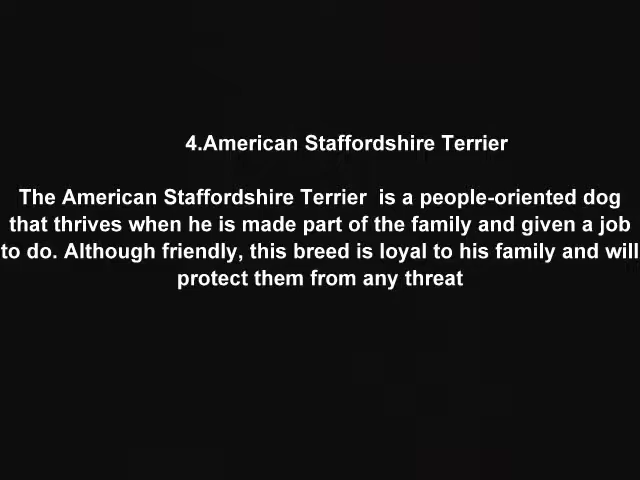 4.American Staffordshire Terrier
The American Staffordshire Terrier  is a people-oriented dog
that thrives when he is made part of the family and given a job
to do. Although friendly, this breed is loyal to his family and will
protect them from any threat